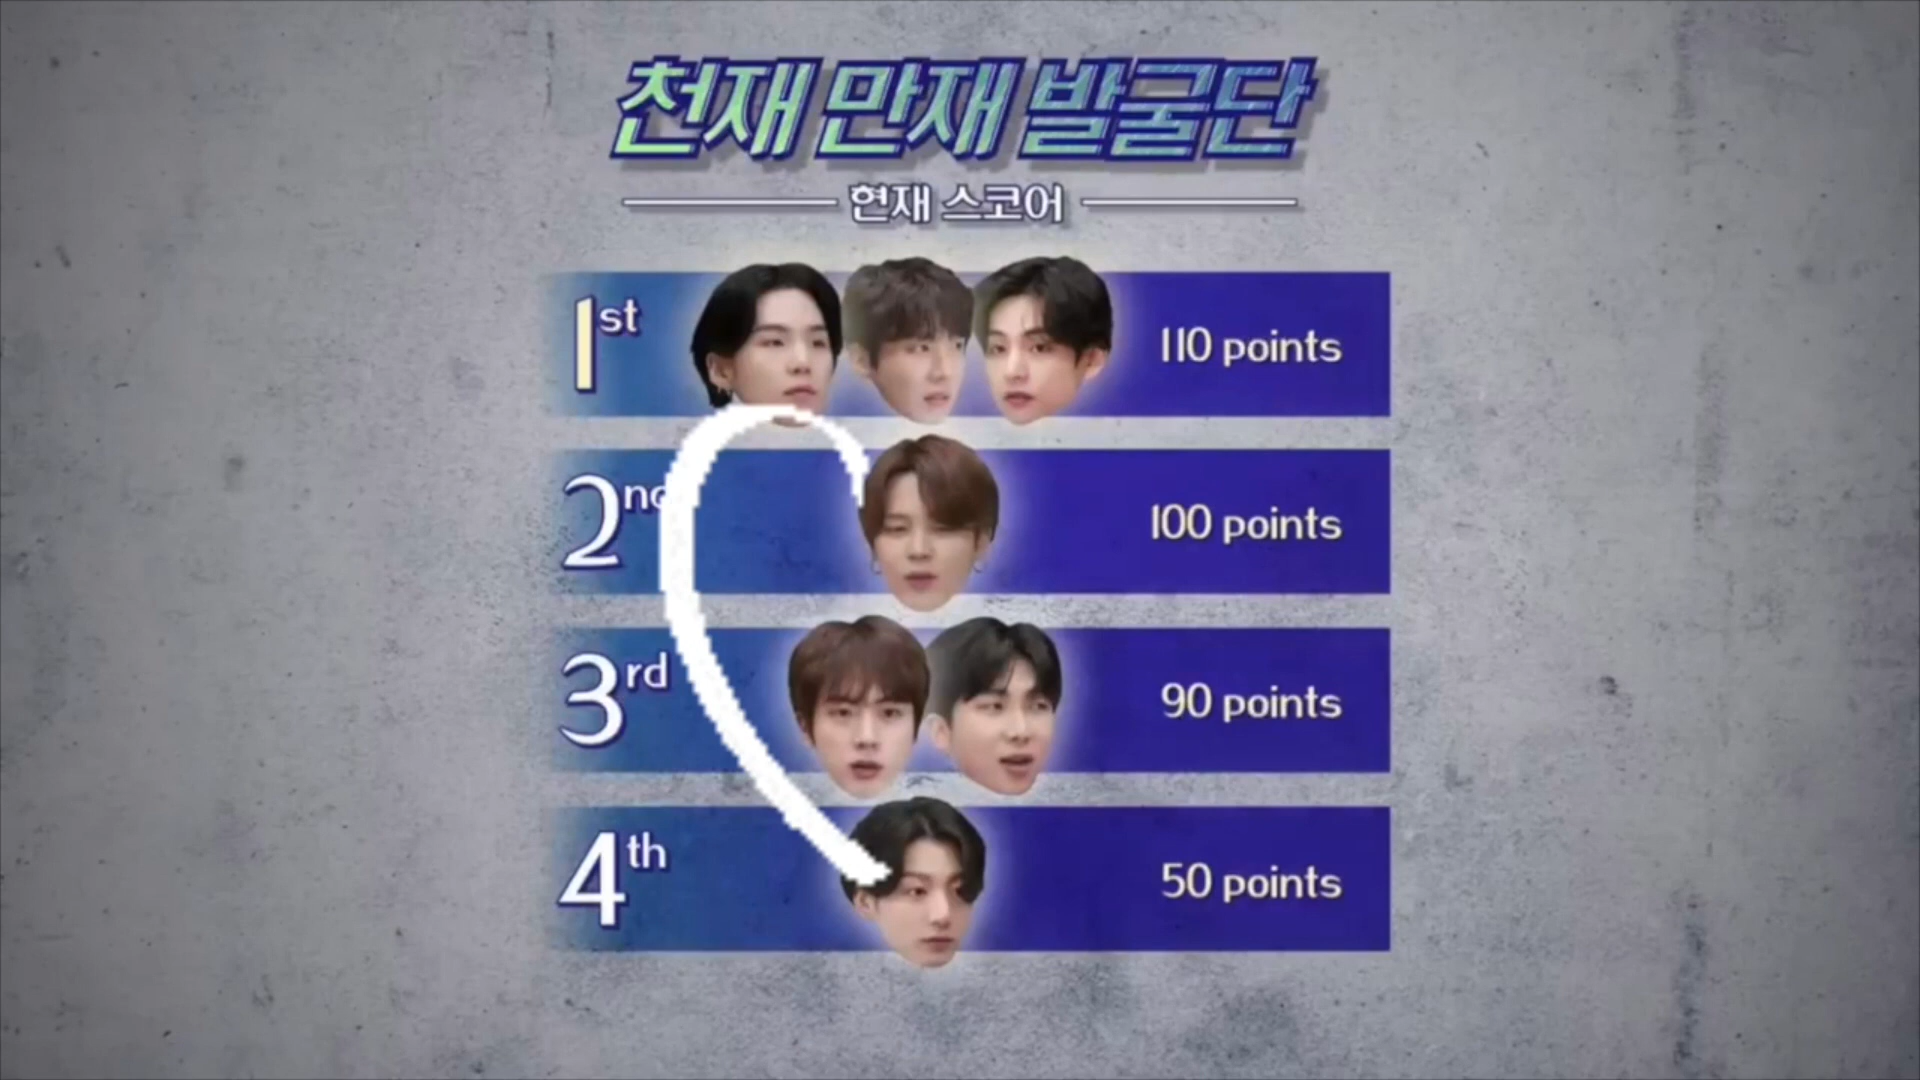 천재 만재 발굴단
현재 스코어
1st 110 points
2nd 100 points
3rd 90 points
4th 50 points